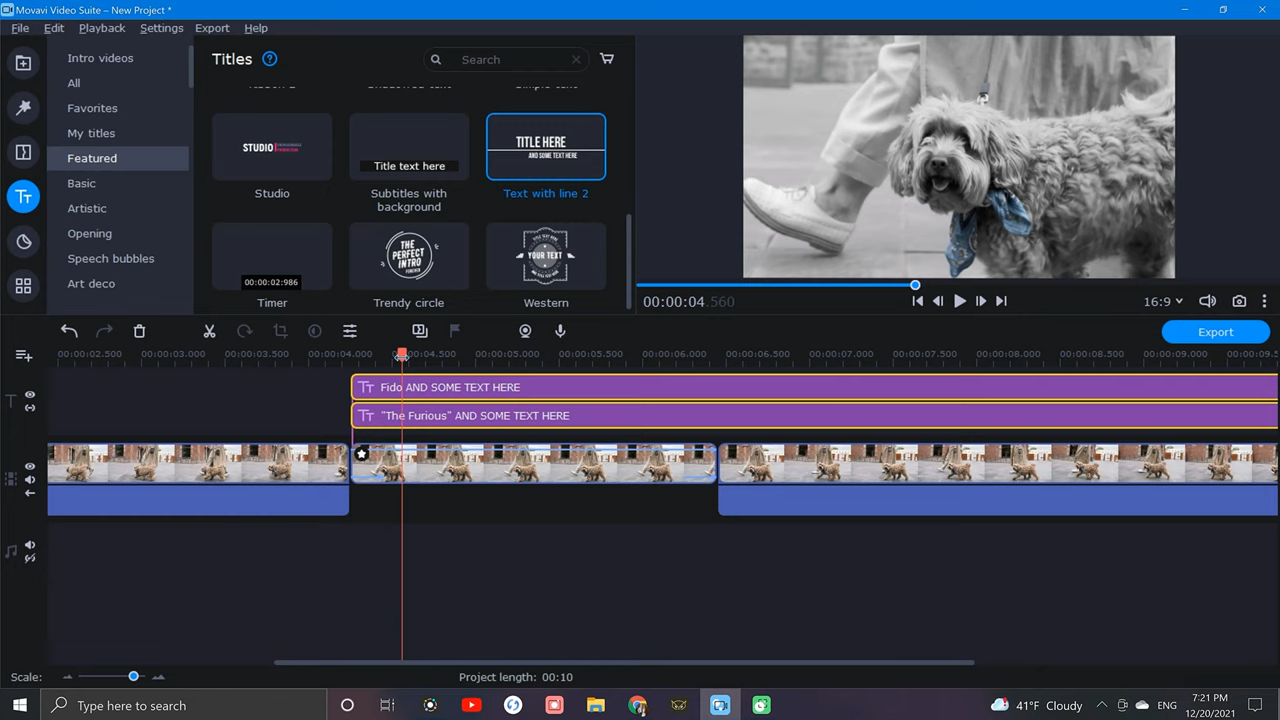 Movavi Video Suite – New Project *
File Edit Playback Settings Export Help
Intro videos
All
Favorites
My titles
Featured
Basic
Artistic
Opening
Speech bubbles
Art deco
Titles ?
Search
STUDIO
Studio
Title text here
Subtitles with
background
TITLE HERE
AND SOME TEXT HERE
Text with line 2
00:00:02:986
Timer
THE
PERFECT
INTRO
FOREVER
Trendy circle
YOUR TEXT
Western
00:00:04.560
16:9
Export
00:00:02.500 00:00:03.000 00:00:03.500 00:00:04.000 00:00:04.500 00:00:05.000 00:00:05.500 00:00:06.000 00:00:06.500 00:00:07.000 00:00:07.500 00:00:08.000 00:00:08.500 00:00:09.000 00:00:09.5
Tт Fido AND SOME TEXT HERE
Tт "The Furious" AND SOME TEXT HERE
Scale:
Project length: 00:10
Type here to search
41°F Cloudy
ENG
7:21 PM
12/20/2021